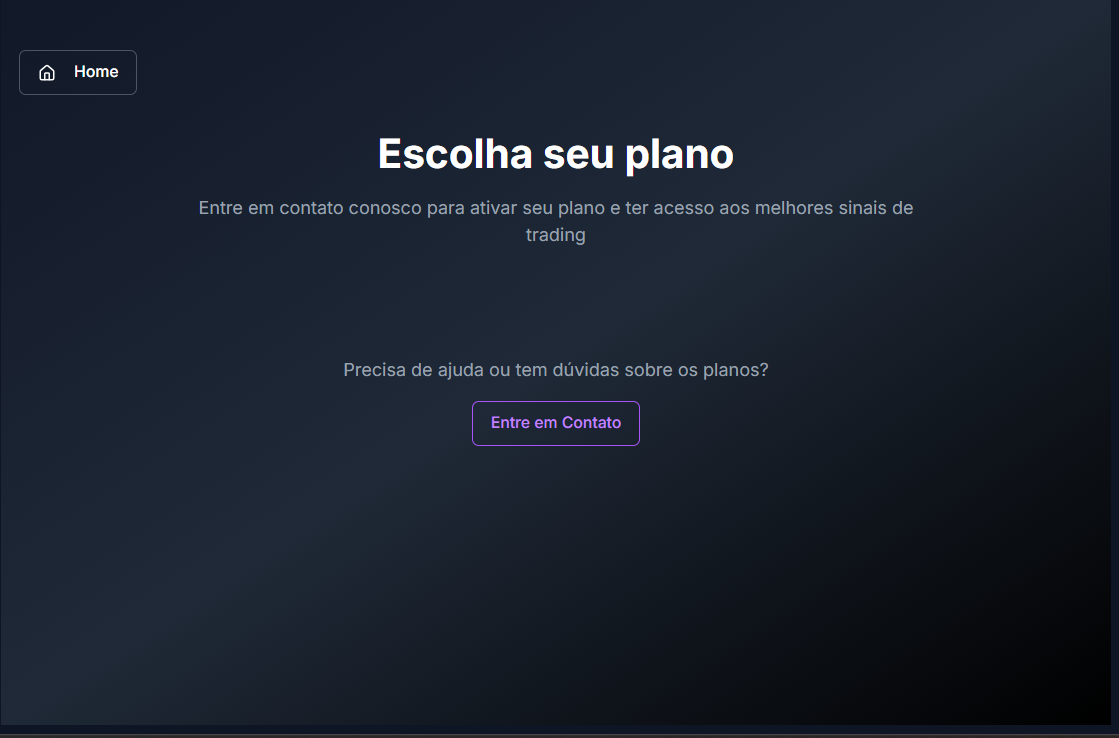 Home
Escolha seu plano
Entre em contato conosco para ativar seu plano e ter acesso aos melhores sinais de
trading
Precisa de ajuda ou tem dúvidas sobre os planos?
Entre em Contato